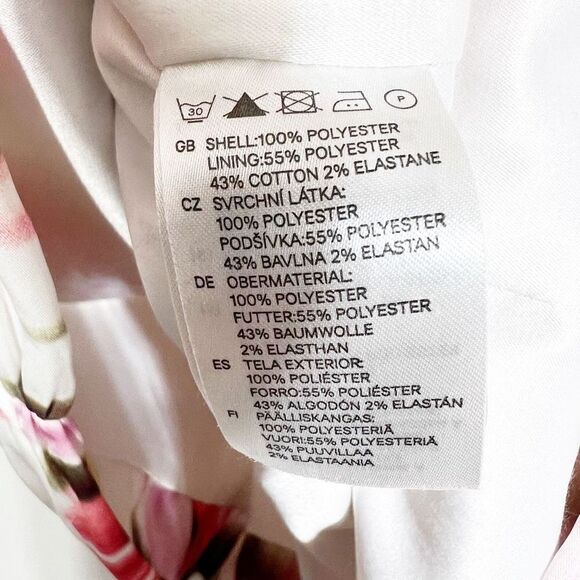 30 P
GB SHELL:100% POLYESTER
LINING:55% POLYESTER
43% COTTON 2% ELASTANE
CZ SVRCHNÍ LÁTKA:
100% POLYESTER
PODŠÍVKA:55% POLYESTER
43% BAVLNA 2% ELASTAN
DE OBERMATERIAL:
100% POLYESTER
FUTTER:55% POLYESTER
43% BAUMWOLLE
2% ELASTHAN
ES TELA EXTERIOR:
100% POLIÉSTER
FORRO:55% POLIÉSTER
43% ALGODÓN 2% ELASTÁN
FI PÄÄLLISKANGAS:
100% POLYESTERIÄ
VUORI:55% POLYESTERIÄ
43% PUUVILLAA
2% ELASTAANIA